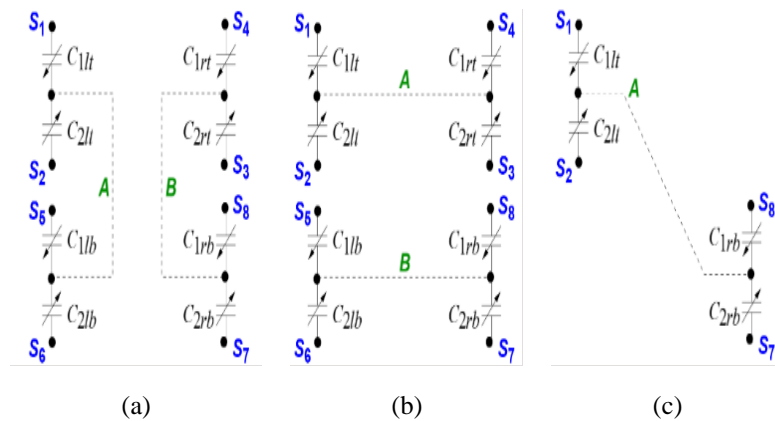 S1 S4
C1lt C1rt
C2lt C2rt
S2 S3
A B
S5 S8
C1lb C1rb
C2lb C2rb
S6 S7
(a)
S1 S4
C1lt C1rt
A
C2lt C2rt
S2 S3
S5 S8
C1lb C1rb
B
C2lb C2rb
S6 S7
(b)
S1
C1lt
A
C2lt
S2
S8
C1rb
C2rb
S7
(c)